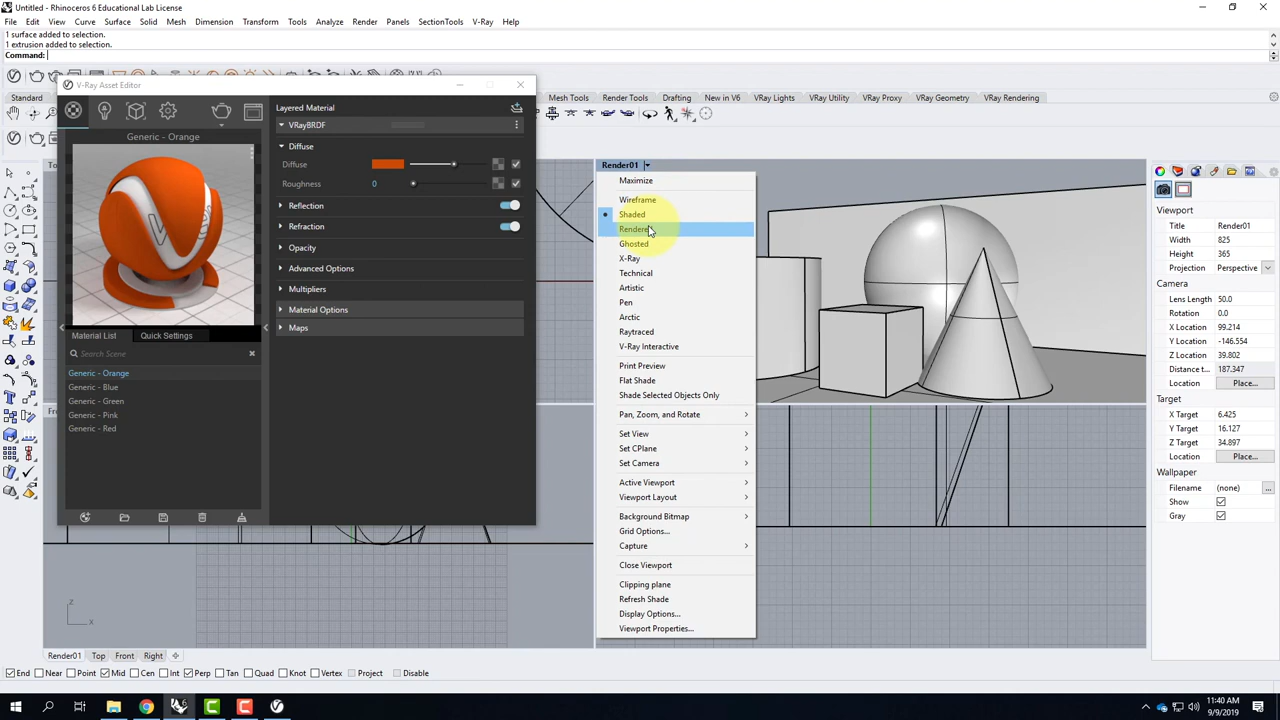 Untitled - Rhinoceros 6 Educational Lab License
File Edit View Curve Surface Solid Mesh Dimension Transform Tools Analyze Render Panels SectionTools V-Ray Help
1 surface added to selection.
1 extrusion added to selection.
Command:
V-Ray Asset Editor
Standard
Mesh Tools Render Tools Drafting New in V6 V-Ray Lights V-Ray Utility V-Ray Proxy V-Ray Geometry V-Ray Rendering
Generic - Orange
Material List Quick Settings
Search Scene
Generic - Orange
Generic - Blue
Generic - Green
Generic - Pink
Generic - Red
Layered Material
VRayBRDF
Diffuse
Diffuse
Roughness 0
Reflection
Refraction
Opacity
Advanced Options
Multipliers
Material Options
Maps
Render01
Maximize
Wireframe
Shaded
Rendered
Ghosted
X-Ray
Technical
Artistic
Pen
Arctic
Raytraced
V-Ray Interactive
Print Preview
Flat Shade
Shade Selected Objects Only
Pan, Zoom, and Rotate
Set View
Set CPlane
Set Camera
Active Viewport
Viewport Layout
Background Bitmap
Grid Options...
Capture
Close Viewport
Clipping plane
Refresh Shade
Display Options...
Viewport Properties...
Viewport
Title Render01
Width 825
Height 365
Projection Perspective
Camera
Lens Length 50.0
Rotation 0.0
X Location 99.214
Y Location -146.554
Z Location 39.802
Distance t... 187.347
Location Place...
Target
X Target 6.425
Y Target 16.127
Z Target 34.897
Location Place...
Wallpaper
Filename (none) ...
Show
Gray
z
x
Render01 Top Front Right
End Near Point Mid Cen Int Perp Tan Quad Knot Vertex Project Disable
11:40 AM
9/9/2019